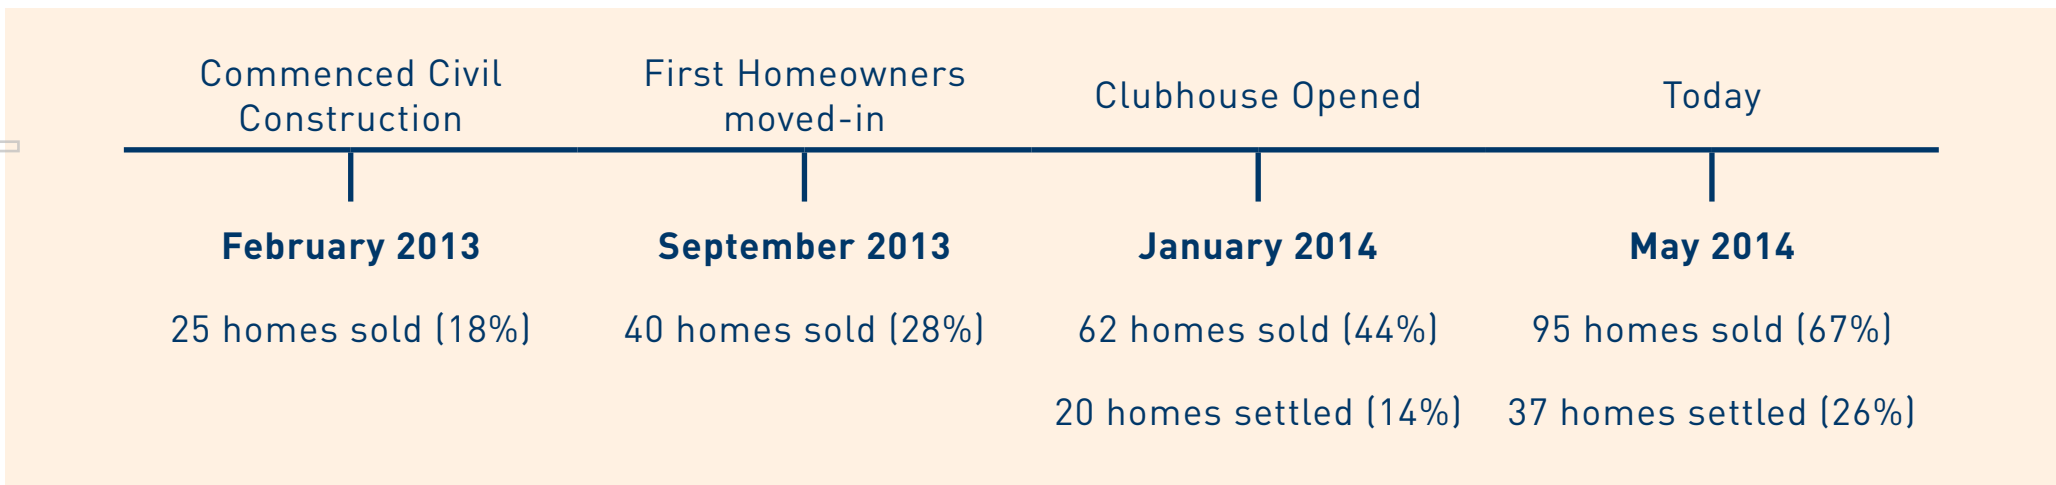 Commenced Civil
Construction
First Homeowners
moved-in
Clubhouse Opened
Today
February 2013
September 2013
January 2014
May 2014
25 homes sold (18%)
40 homes sold (28%)
62 homes sold (44%)
95 homes sold (67%)
20 homes settled (14%)
37 homes settled (26%)